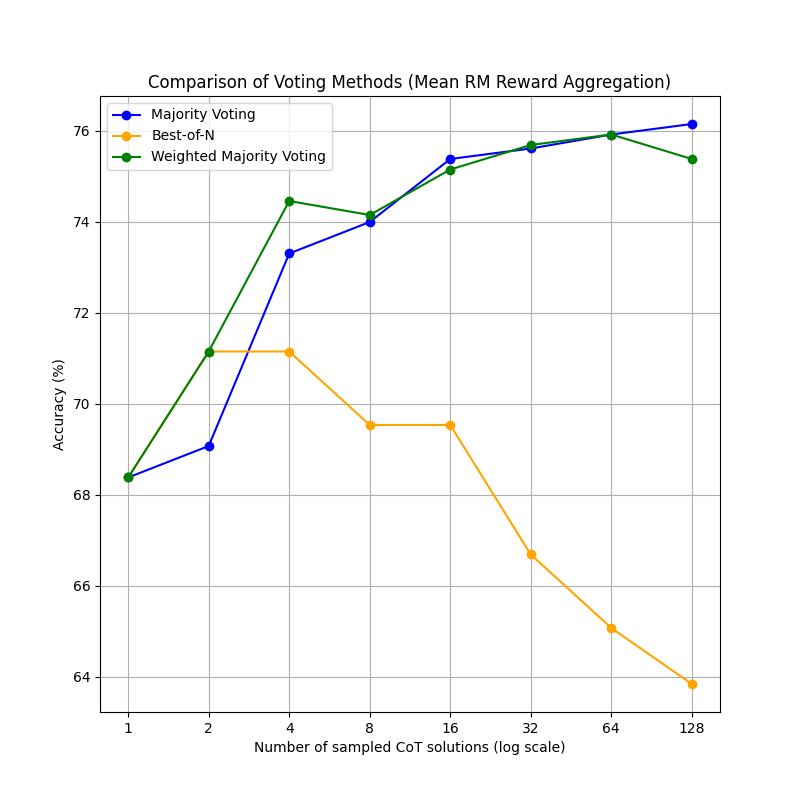 Comparison of Voting Methods (Mean RM Reward Aggregation)
Majority Voting
Best-of-N
Weighted Majority Voting
Accuracy (%)
76
74
72
70
68
66
64
1 2 4 8 16 32 64 128
Number of sampled CoT solutions (log scale)